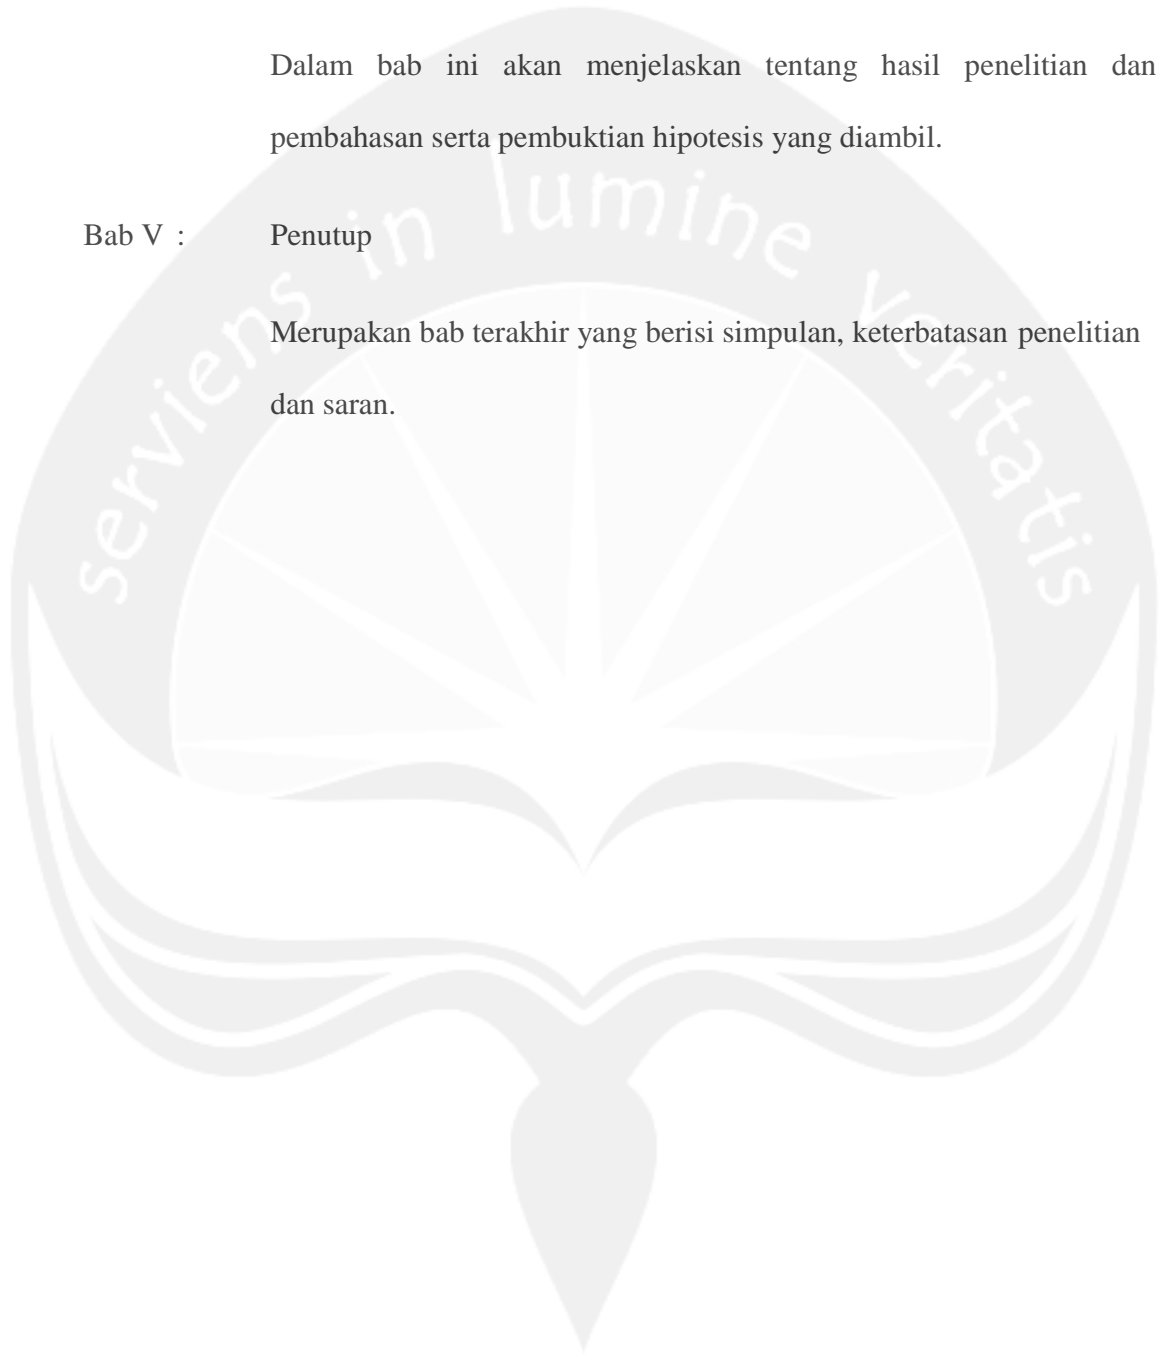 Dalam bab ini akan menjelaskan tentang hasil penelitian dan
pembahasan serta pembuktian hipotesis yang diambil.
Bab V : Penutup
Merupakan bab terakhir yang berisi simpulan, keterbatasan penelitian
dan saran.
serviens in lumine veritatis